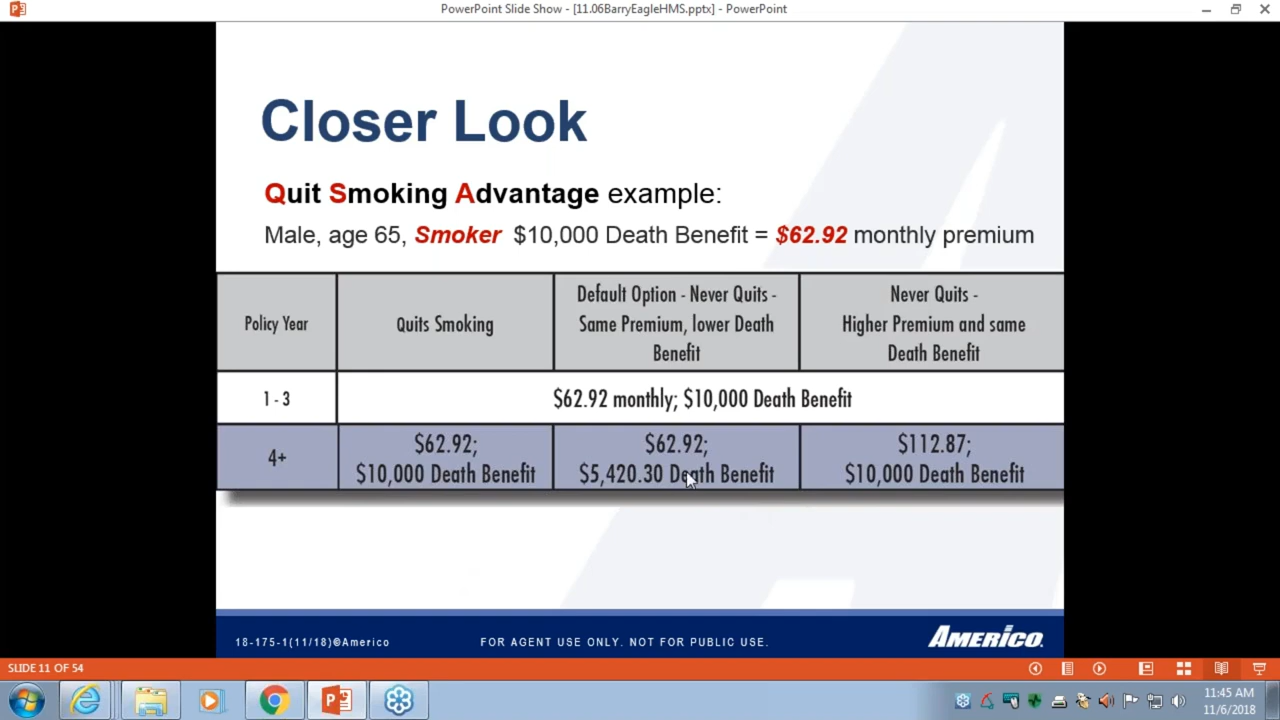 PowerPoint Slide Show - [11.06BarryEagleHMS.pptx] - PowerPoint
Closer Look
Quit Smoking Advantage example:
Male, age 65, Smoker $10,000 Death Benefit = $62.92 monthly premium
Policy Year
Quits Smoking
Default Option - Never Quits -
Same Premium, lower Death
Benefit
Never Quits -
Higher Premium and same
Death Benefit
1 - 3
$62.92 monthly; $10,000 Death Benefit
4+
$62.92;
$10,000 Death Benefit
$62.92;
$5,420.30 Death Benefit
$112.87;
$10,000 Death Benefit
18-175-1(11/18)©Americo
FOR AGENT USE ONLY. NOT FOR PUBLIC USE.
AMERICO.
SLIDE 11 OF 54
11:45 AM
11/6/2018